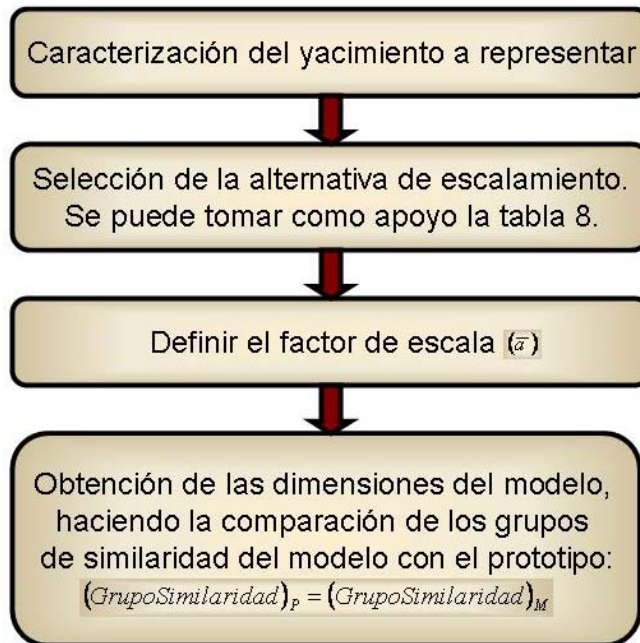 Caracterización del yacimiento a representar
Selección de la alternativa de escalamiento.
Se puede tomar como apoyo la tabla 8.
Definir el factor de escala (a̅)
Obtención de las dimensiones del modelo,
haciendo la comparación de los grupos
de similaridad del modelo con el prototipo:
(GrupoSimilaridad)_P = (GrupoSimilaridad)_M